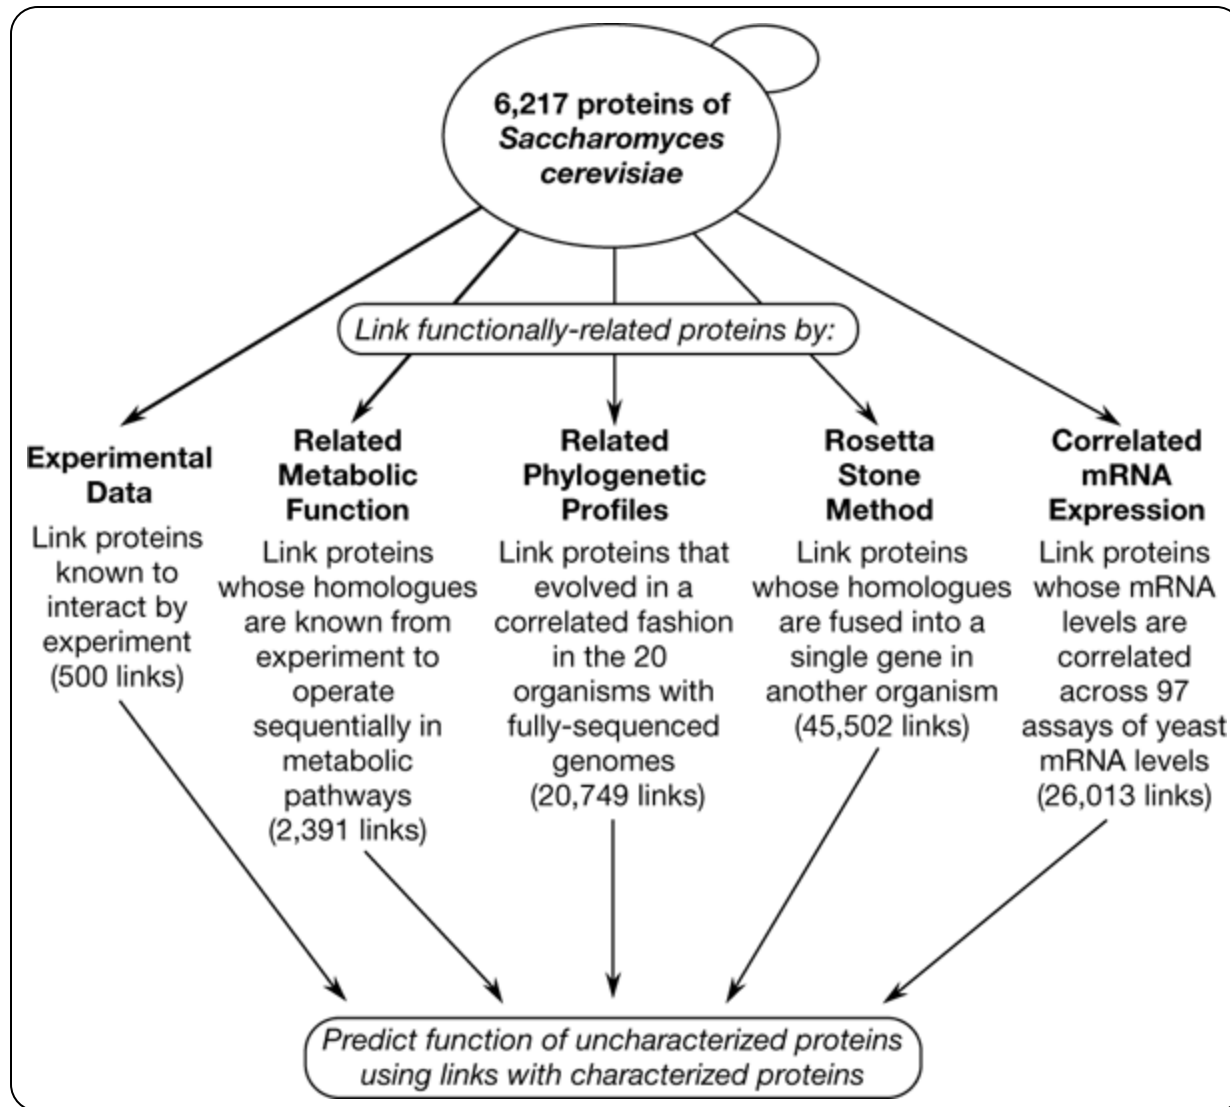 6,217 proteins of
Saccharomyces
cerevisiae
Link functionally-related proteins by:
Experimental
Data
Link proteins
known to
interact by
experiment
(500 links)
Related
Metabolic
Function
Link proteins
whose homologues
are known from
experiment to
operate
sequentially in
metabolic
pathways
(2,391 links)
Related
Phylogenetic
Profiles
Link proteins that
evolved in a
correlated fashion
in the 20
organisms with
fully-sequenced
genomes
(20,749 links)
Rosetta
Stone
Method
Link proteins
whose homologues
are fused into a
single gene in
another organism
(45,502 links)
Correlated
mRNA
Expression
Link proteins
whose mRNA
levels are
correlated
across 97
assays of yeast
mRNA levels
(26,013 links)
Predict function of uncharacterized proteins
using links with characterized proteins